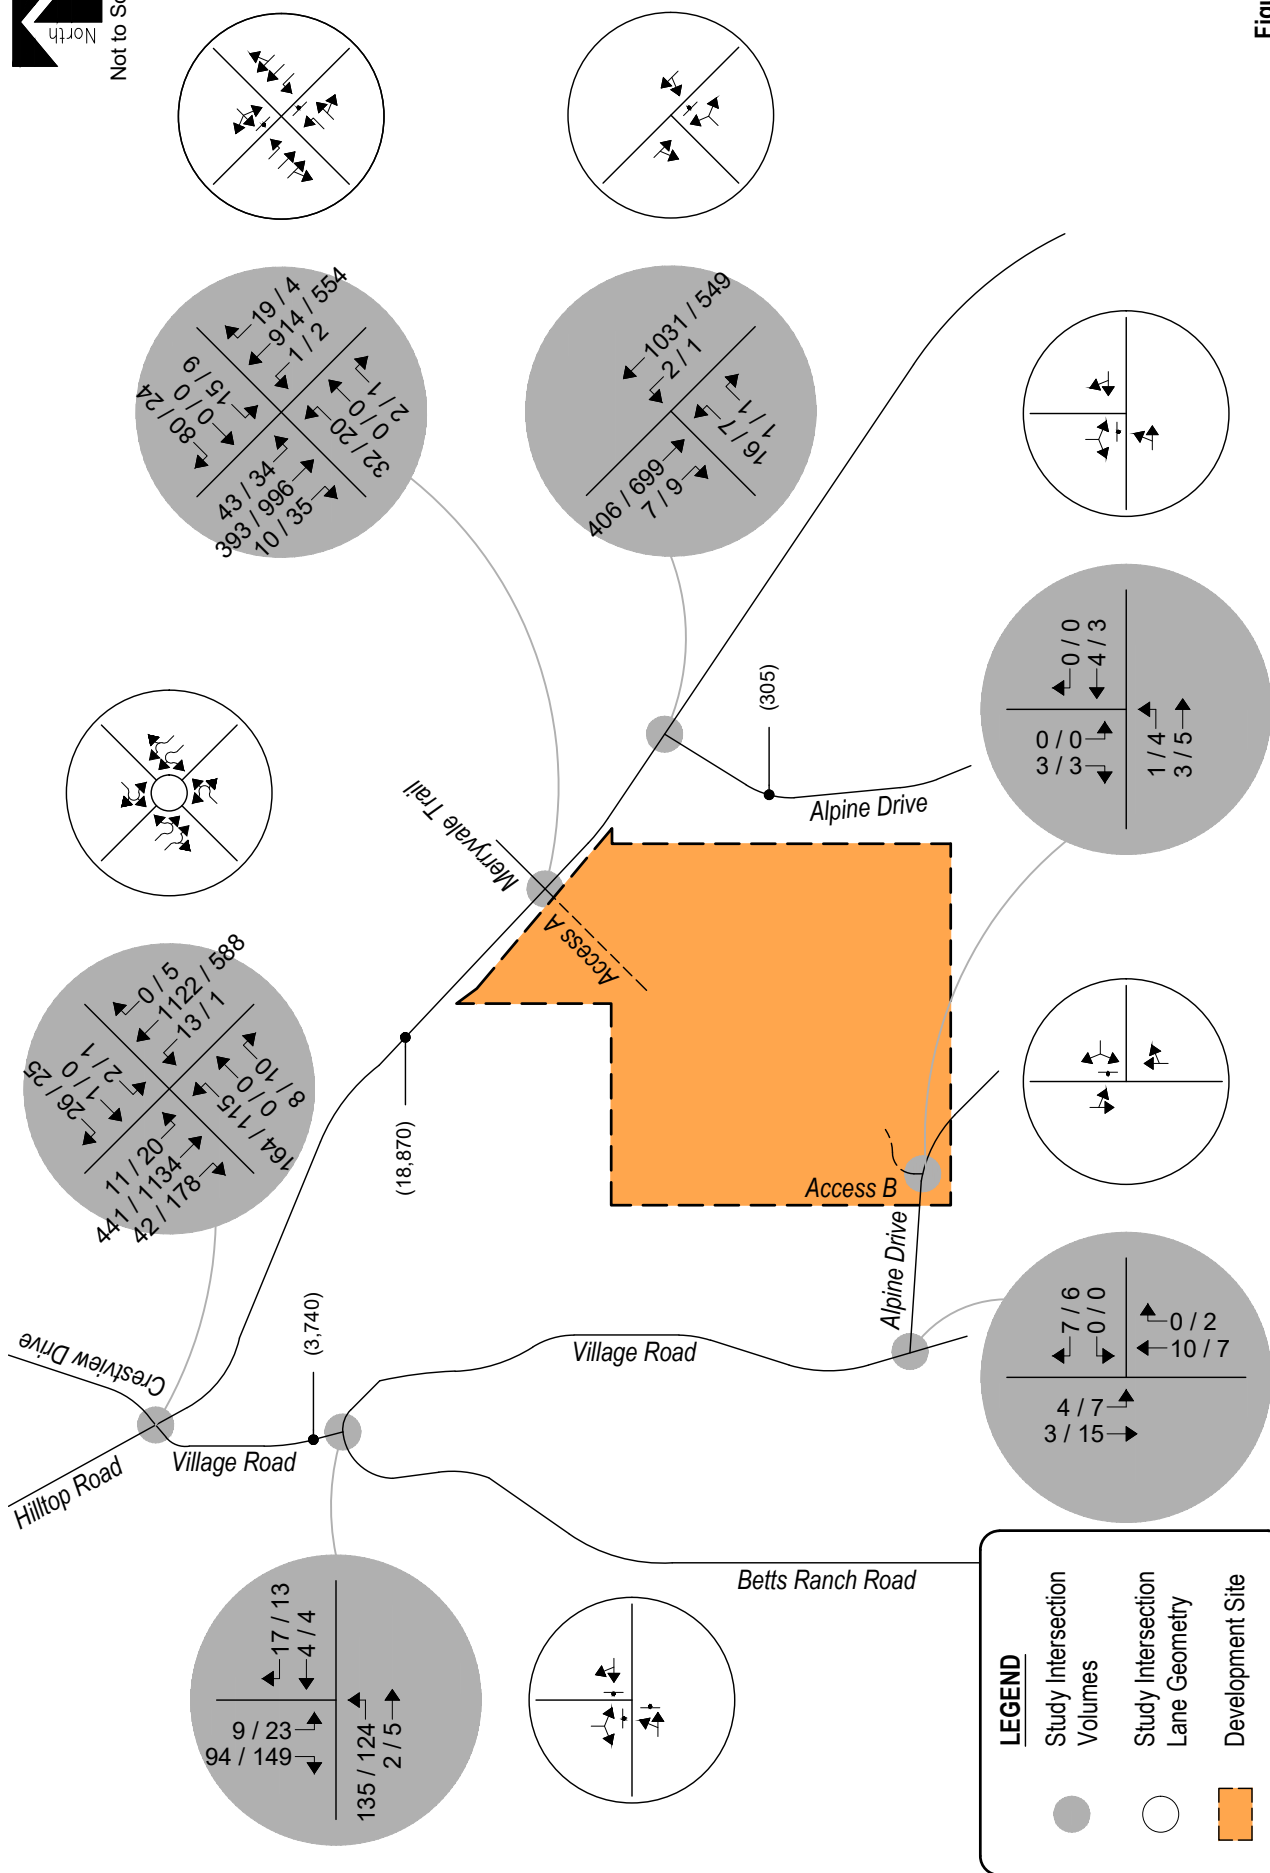 North
Not to Sc
Figu
19 / 4
914 / 554
1 / 2
15 / 9
0 / 0
80 / 24
43 / 34
393 / 996
10 / 35
32 / 20
0 / 0
2 / 1
1031 / 549
2 / 1
406 / 699
7 / 9
16 / 7
1 / 1
0 / 5
1122 / 588
13 / 1
2 / 1
1 / 0
26 / 25
11 / 20
441 / 1134
42 / 178
164 / 115
0 / 0
8 / 10
Merryvale Trail
Access A
(305)
Alpine Drive
(18,870)
0 / 0
4 / 3
0 / 0
3 / 3
1 / 4
3 / 5
Crestview Drive
Hilltop Road
Village Road
(3,740)
Village Road
Access B
Alpine Drive
Betts Ranch Road
7 / 6
0 / 0
4 / 7
3 / 15
0 / 2
10 / 7
17 / 13
4 / 4
9 / 23
94 / 149
135 / 124
2 / 5
LEGEND
Study Intersection
Volumes
Study Intersection
Lane Geometry
Development Site